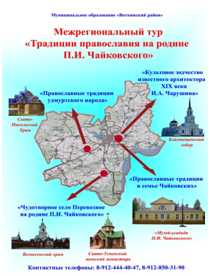 Муниципальное образование «Воткинский район»
Межрегиональный тур
«Традиции православия на родине
П.И. Чайковского»
«Культовое зодчество
известного архитектора
XIX века
И.А. Чарушина»
«Православные традиции
удмуртского народа»
Свято-
Никольский
Храм
Благовещенский
собор
«Православные традиции
в семье Чайковских»
«Чудотворное село Перевозное
на родине П.И. Чайковского»
«Музей-усадьба
П.И. Чайковского»
Вознесенский храм
Свято-Успенский
женский монастырь
Контактные телефоны: 8-912-444-40-47, 8-912-850-31-90